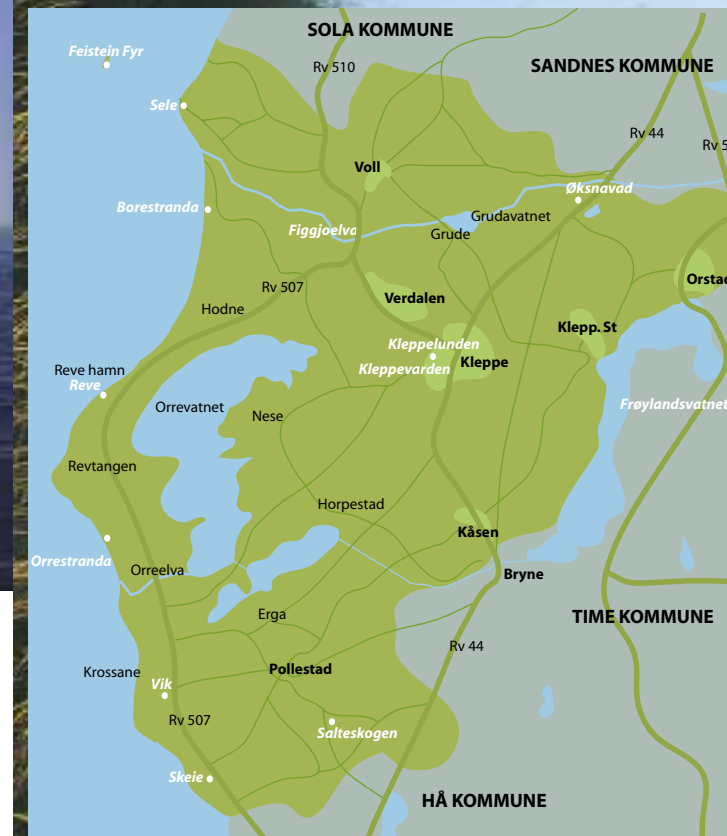 SOLA KOMMUNE
Feistein Fyr
Rv 510
SANDNES KOMMUNE
Sele
Rv 44
Rv 5
Voll
Øksnavad
Borestranda
Grudavatnet
Figgjoelva
Grude
Orstad
Rv 507
Verdalen
Hodne
Klepp. St
Kleppelunden
Kleppe
Reve hamn
Kleppevarden
Reve
Orrevatnet
Frøylandsvatnet
Nese
Revtangen
Horpestad
Kåsen
Orrestranda
Orreelva
Bryne
Erga
TIME KOMMUNE
Rv 44
Krossane
Pollestad
Vik
Rv 507
Salteskogen
Skeie
HÅ KOMMUNE